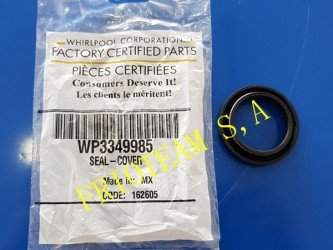 WHIRLPOOL CORPORATION
FACTORY CERTIFIED PARTS
PIÈCES CERTIFIÉES
Consumers Deserve It!
Les clients le méritent!
WP3349985
SEAL-COVER
Made in: MX
CODE: 162605
S, A